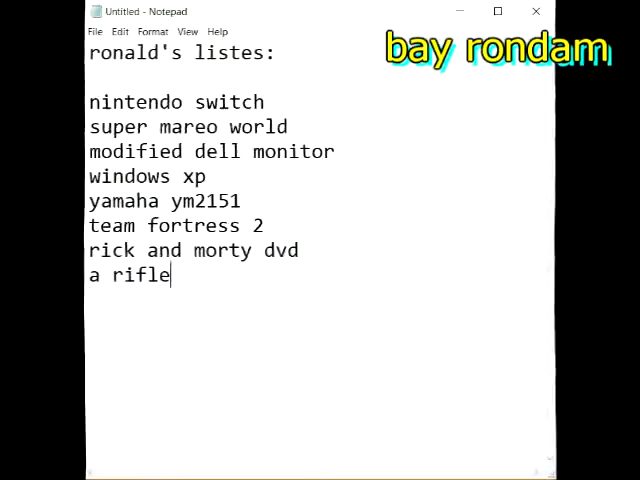 Untitled - Notepad
File Edit Format View Help
bay rondam
ronald's listes:
nintendo switch
super mareo world
modified dell monitor
windows xp
yamaha ym2151
team fortress 2
rick and morty dvd
a rifle